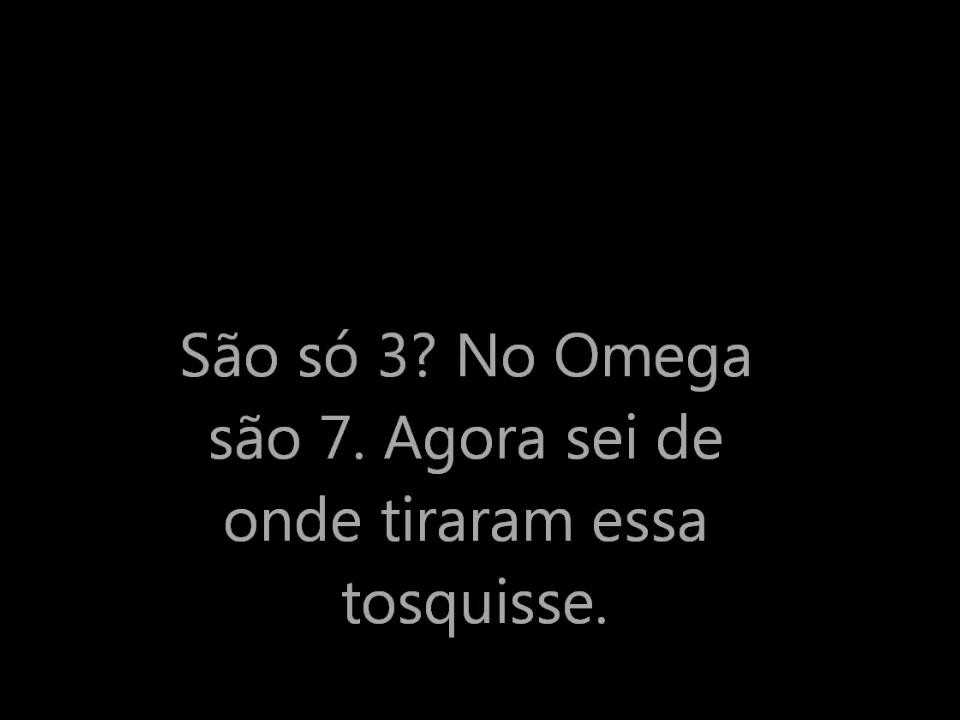 São só 3? No Omega
são 7. Agora sei de
onde tiraram essa
tosquisse.